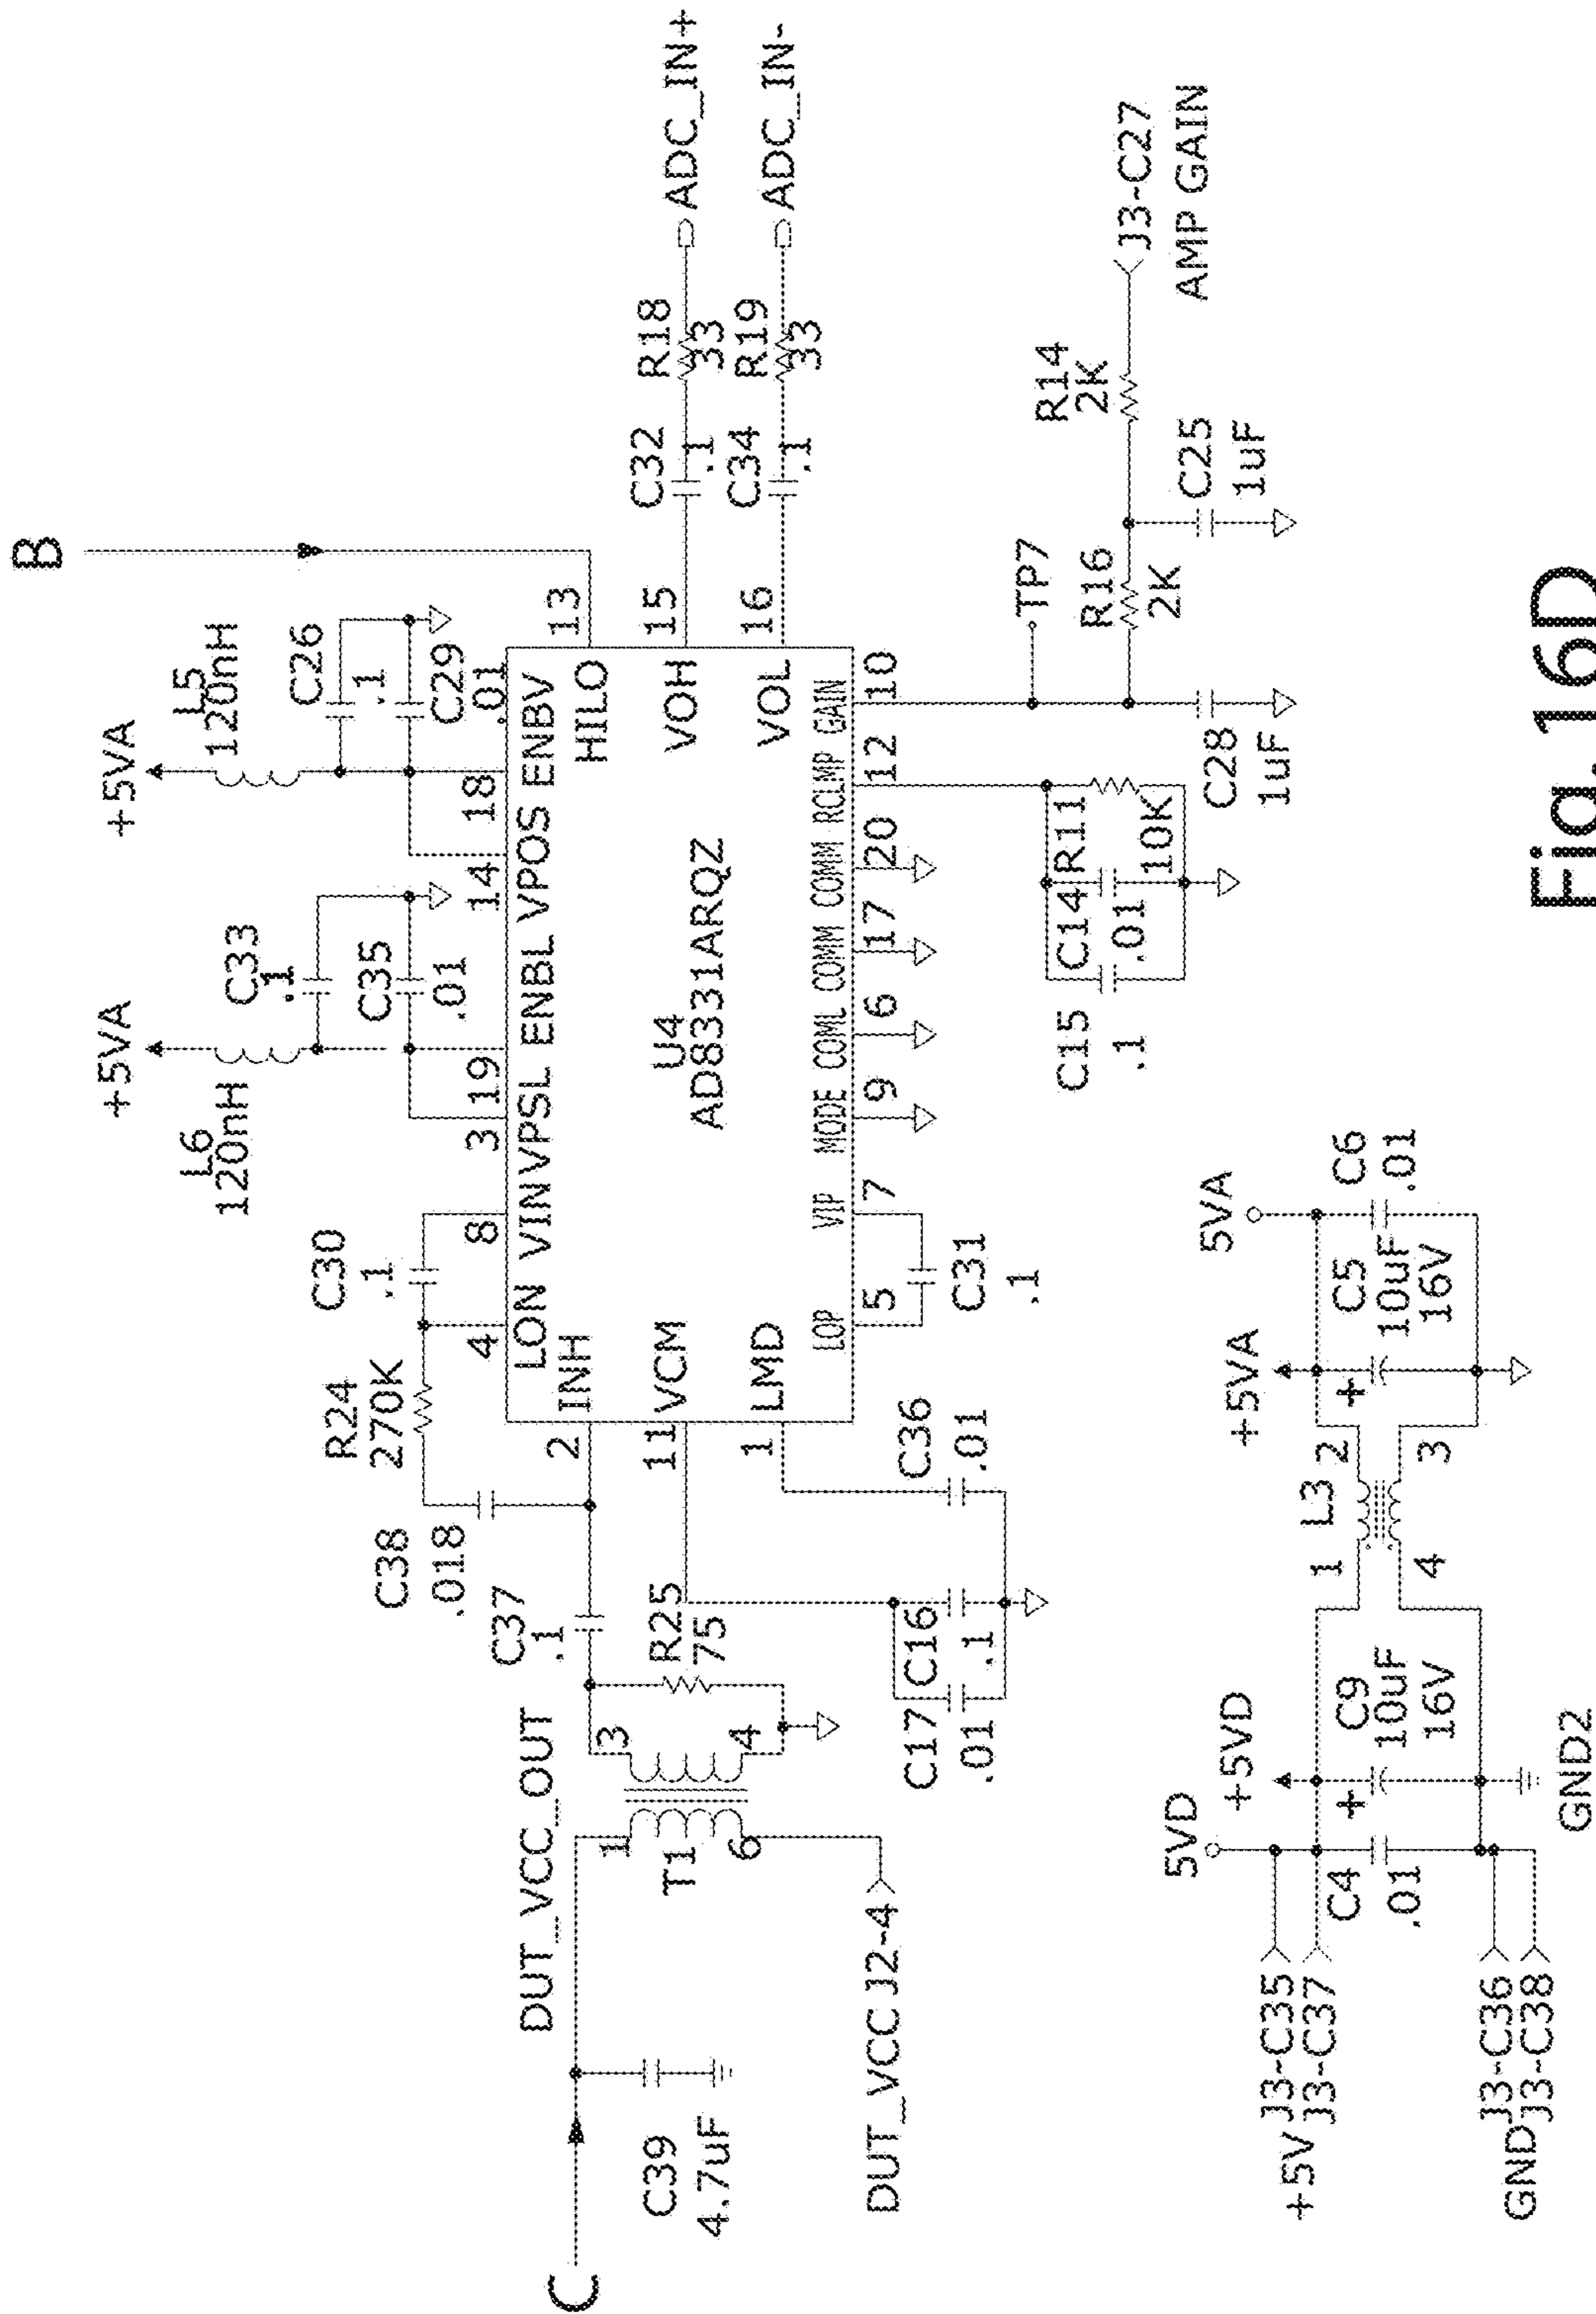 B
+5VA
L5
120nH
C26
.1
C29
.01
+5VA
L6
120nH
C33
.1
C35
.01
C30
.1
R24
270K
C38
.018
C37
.1
R25
75
DUT_VCC_OUT
C
C39
4.7uF
1
T1
6
3
4
DUT_VCC J2-4
C17
.01
C16
.1
C36
.01
4
8
3
19
14
18
LON VIN VPSL ENBL VPOS ENBV
2
INH
11
VCM
1
LMD
U4
AD8331ARQZ
HILO
13
VOH
15
VOL
16
LOP VIP MODE COML COMM COMM RCLMP GAIN
5
7
9
6
17
20
12
10
C31
.1
C32
.1
R18
33
ADC_IN+
C34
.1
R19
33
ADC_IN-
C15
.1
C14
.01
R11
10K
TP7
R16
2K
R14
2K
J3-C27
AMP GAIN
C28
1uF
C25
1uF
5VD
+5VD
+5V
J3-C35
J3-C37
C4
.01
+
C9
10uF
16V
GND
J3-C36
J3-C38
GND2
L3
1
2
4
3
+5VA
5VA
+
C5
10uF
16V
C6
.01
Fig. 16D